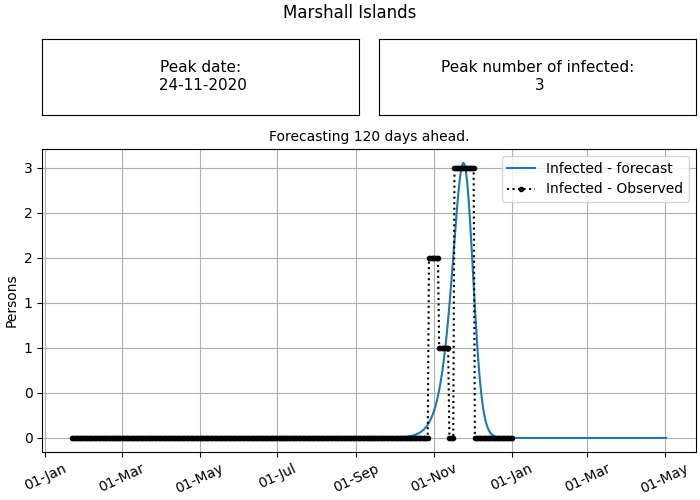 Marshall Islands
Peak date:
24-11-2020
Peak number of infected:
3
Forecasting 120 days ahead.
Infected - forecast
Infected - Observed
Persons
3
2
2
1
1
0
0
01-Jan
01-Mar
01-May
01-Jul
01-Sep
01-Nov
01-Jan
01-Mar
01-May